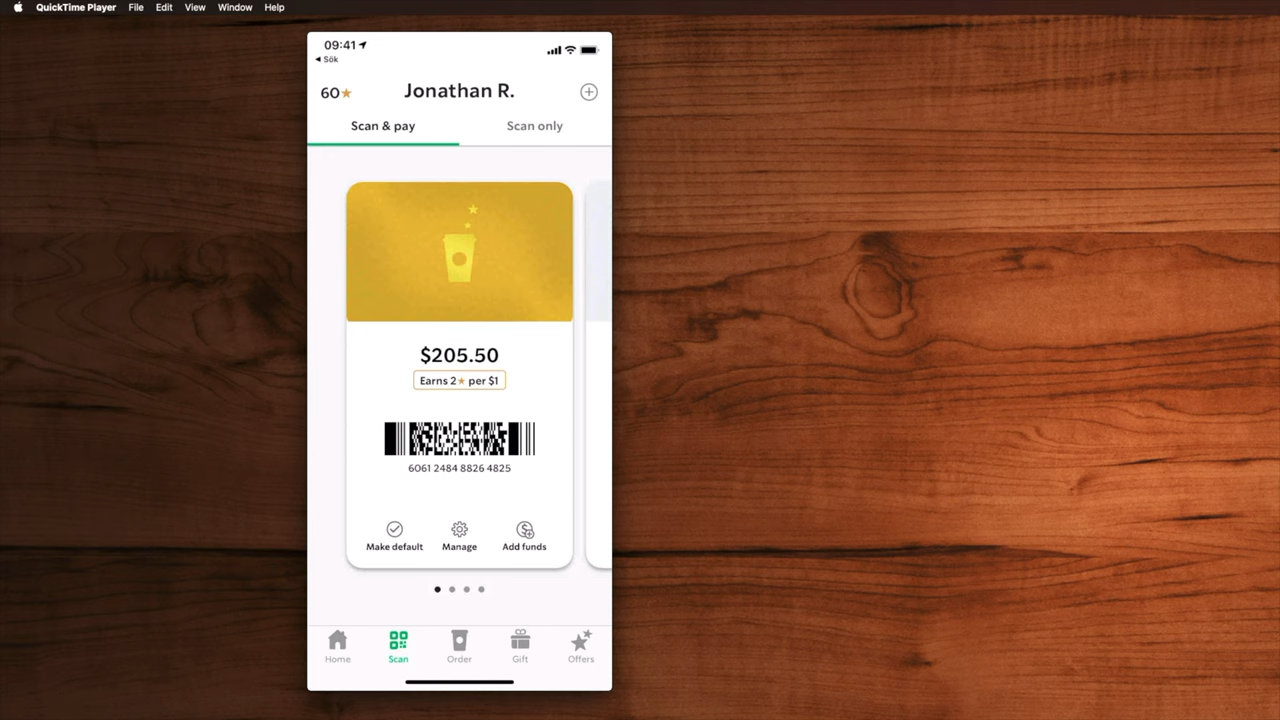 QuickTime Player File Edit View Window Help
09:41
Sök
60★ Jonathan R.
Scan & pay Scan only
$205.50
Earns 2★ per $1
6061 2484 8826 4825
Make default Manage Add funds
Home Scan Order Gift Offers